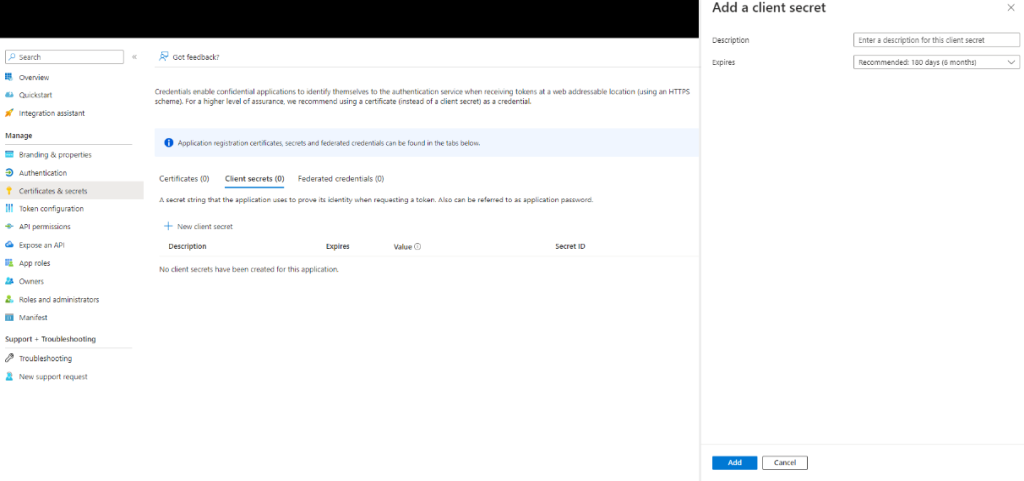 Add a client secret
Search
Got feedback?
Description
Enter a description for this client secret
Expires
Recommended: 180 days (6 months)
Overview
Quickstart
Integration assistant
Manage
Branding & properties
Authentication
Certificates & secrets
Token configuration
API permissions
Expose an API
App roles
Owners
Roles and administrators
Manifest
Support + Troubleshooting
Troubleshooting
New support request
Credentials enable confidential applications to identify themselves to the authentication service when receiving tokens at a web addressable location (using an HTTPS
scheme). For a higher level of assurance, we recommend using a certificate (instead of a client secret) as a credential.
Application registration certificates, secrets and federated credentials can be found in the tabs below.
Certificates (0) Client secrets (0) Federated credentials (0)
A secret string that the application uses to prove its identity when requesting a token. Also can be referred to as application password.
New client secret
Description Expires Value Secret ID
No client secrets have been created for this application.
Add Cancel